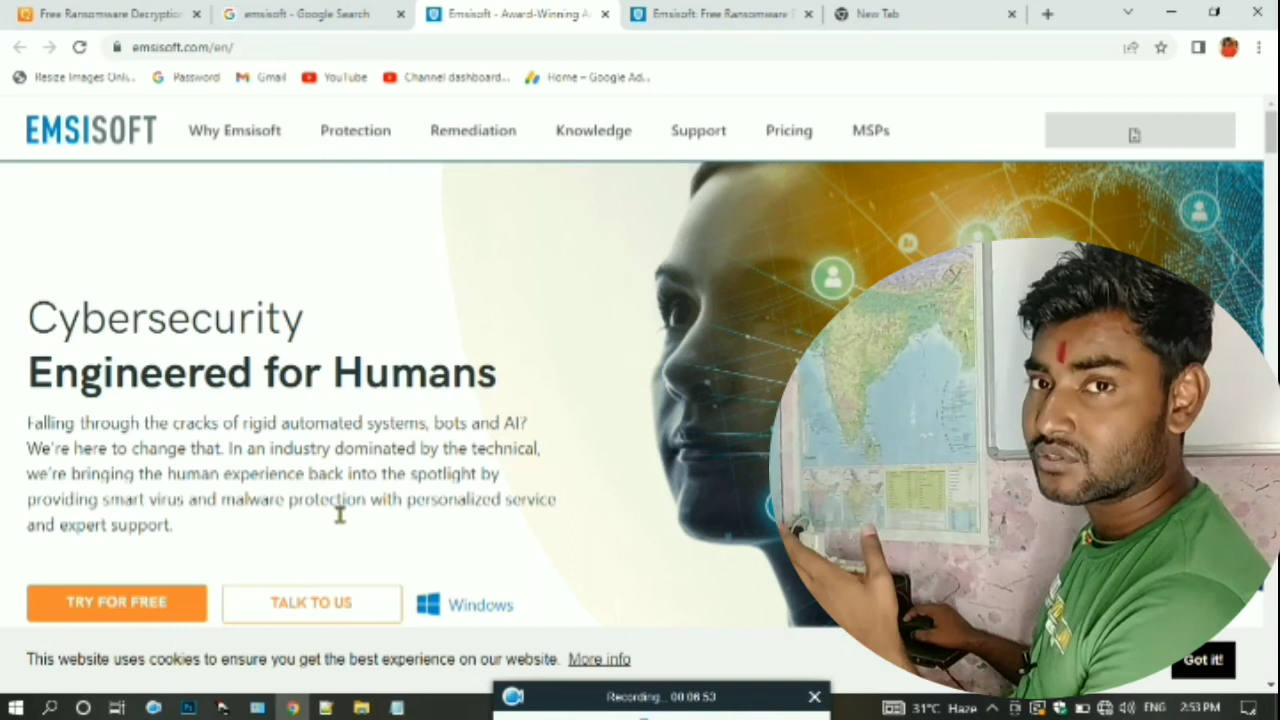 Free Ransomware Decryption
emsisoft - Google Search
Emsisoft - Award-Winning A
Emsisoft: Free Ransomware
New Tab
emsisoft.com/en/
Resize Images Onli..
Password
Gmail
YouTube
Channel dashboard...
Home – Google Ad...
EMSISOFT
Why Emsisoft
Protection
Remediation
Knowledge
Support
Pricing
MSPs
Cybersecurity
Engineered for Humans
Falling through the cracks of rigid automated systems, bots and AI?
We're here to change that. In an industry dominated by the technical,
we're bringing the human experience back into the spotlight by
providing smart virus and malware protection with personalized service
and expert support.
TRY FOR FREE
TALK TO US
Windows
This website uses cookies to ensure you get the best experience on our website. More info
Got it!
Recording... 00:06:53
31°C Haze
ENG
2:53 PM